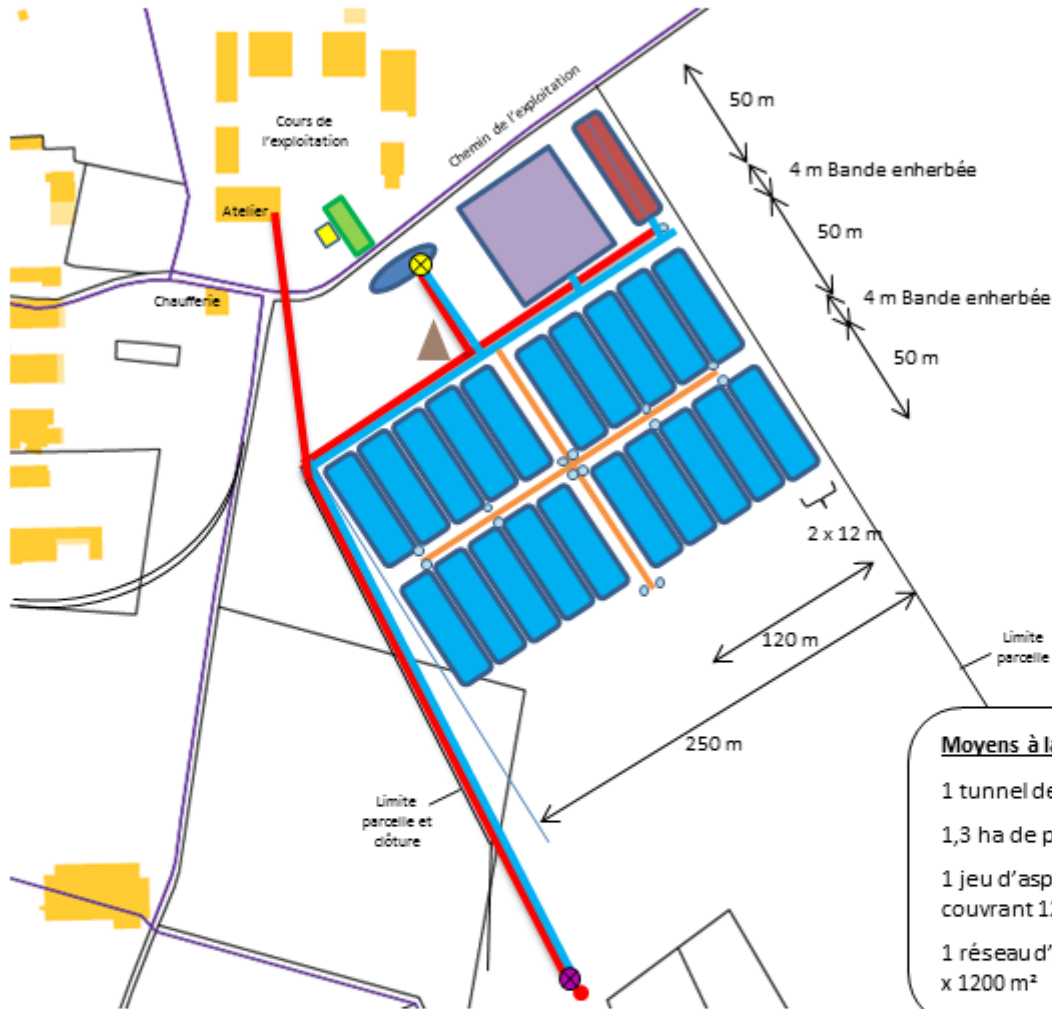 Cours de
l'exploitation
Chemin de l'exploitation
Atelier
Chaufferie
50 m
4 m Bande enherbée
50 m
4 m Bande enherbée
50 m
2 x 12 m
120 m
250 m
Limite
parcelle
Limite
parcelle et
clôture
Moyens à la
1 tunnel de
1,3 ha de p
1 jeu d'asp
couvrant 12
1 réseau d'
x 1200 m²